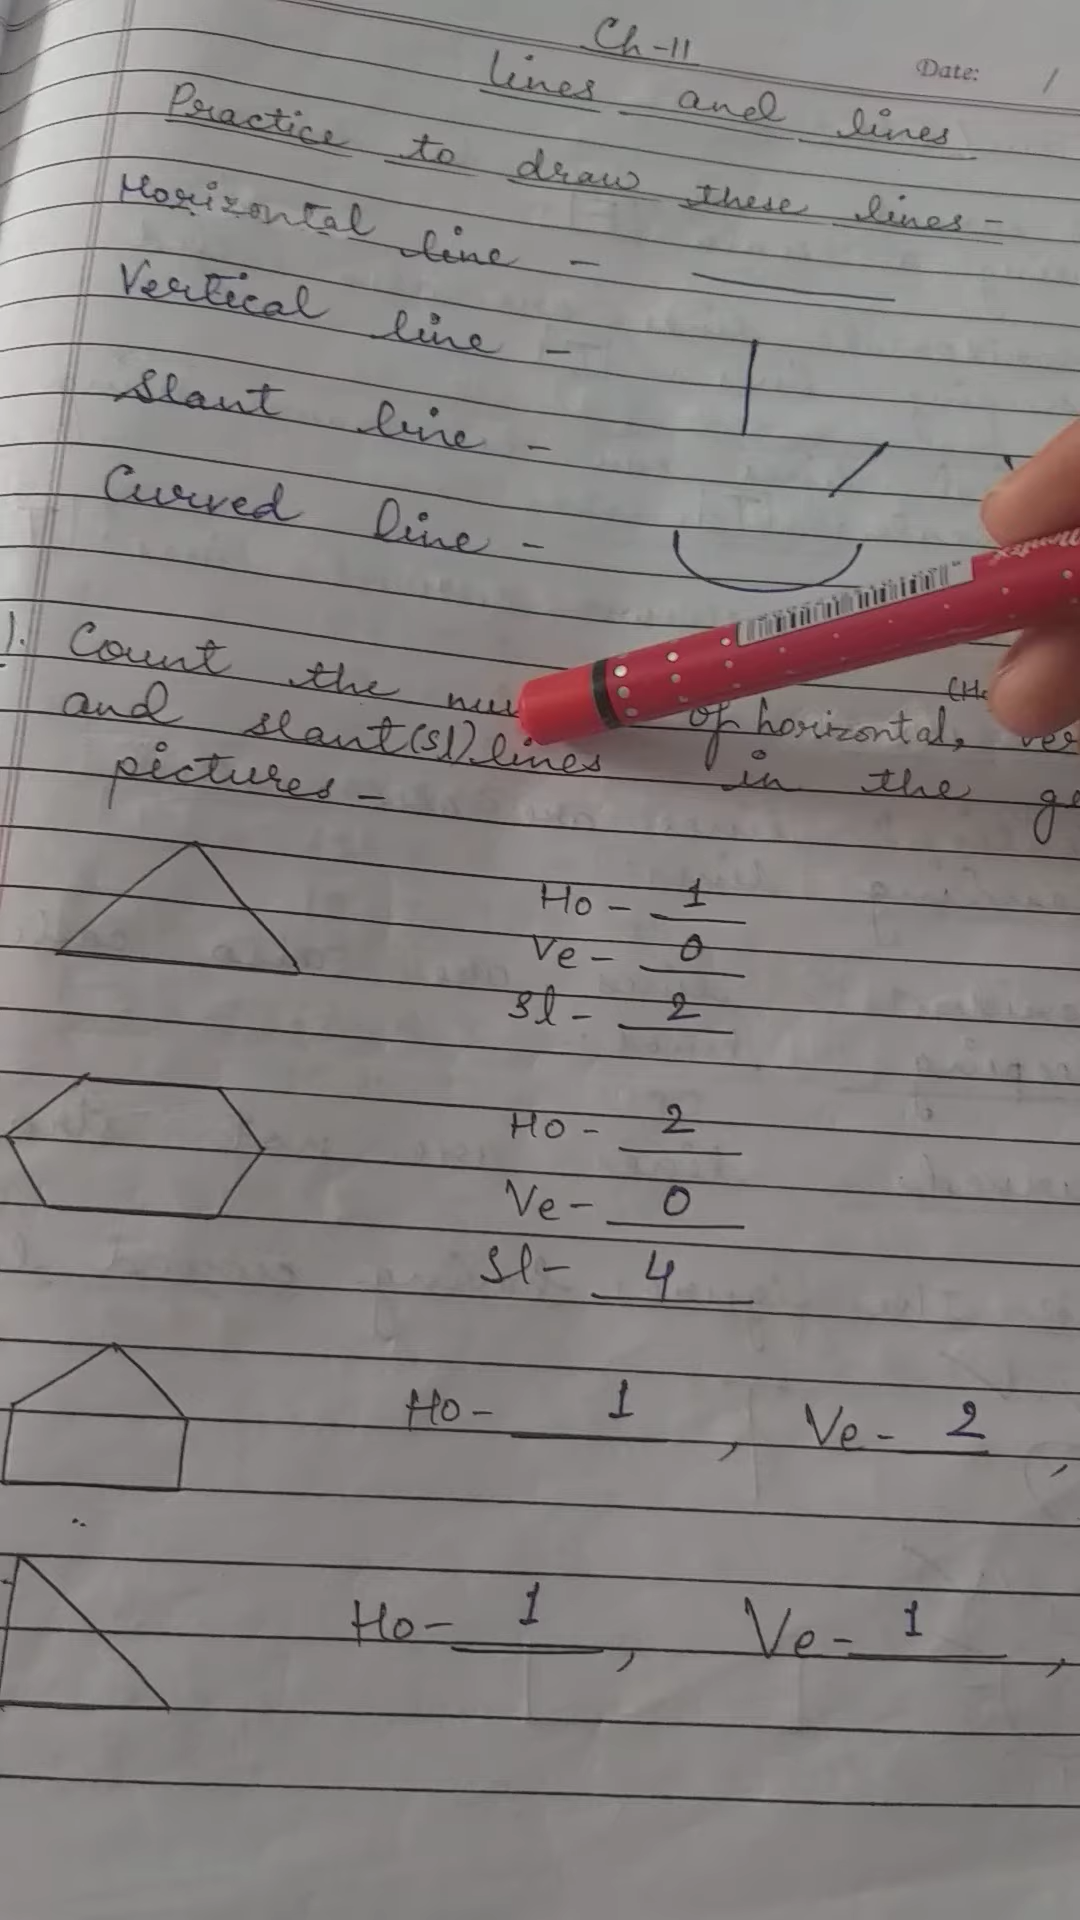 Ch-11
Date: /
lines and lines
Practice to draw these lines-
Horizontal line -
Vertical line -
Slant line -
Curved line -
1. Count the of horizontal,
and slant(Sl) lines in the
pictures -
Ho - 1
Ve - 0
Sl - 2
Ho - 2
Ve - 0
Sl - 4
Ho - 1, Ve - 2,
Ho - 1, Ve - 1,